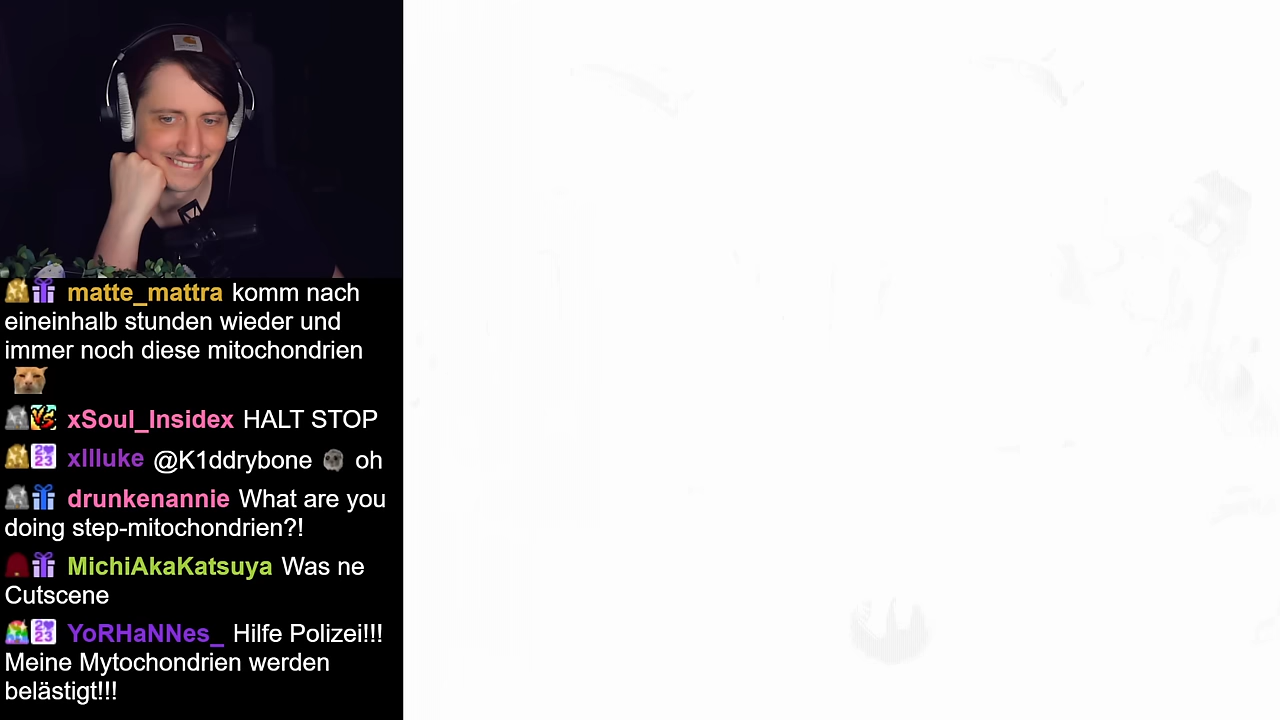 matte_mattra komm nach
eineinhalb stunden wieder und
immer noch diese mitochondrien
xSoul_Insidex HALT STOP
xllluke @K1ddrybone oh
drunkenannie What are you
doing step-mitochondrien?!
MichiAkaKatsuya Was ne
Cutscene
YoRHaNNes_ Hilfe Polizei!!!
Meine Mytochondrien werden
belästigt!!!